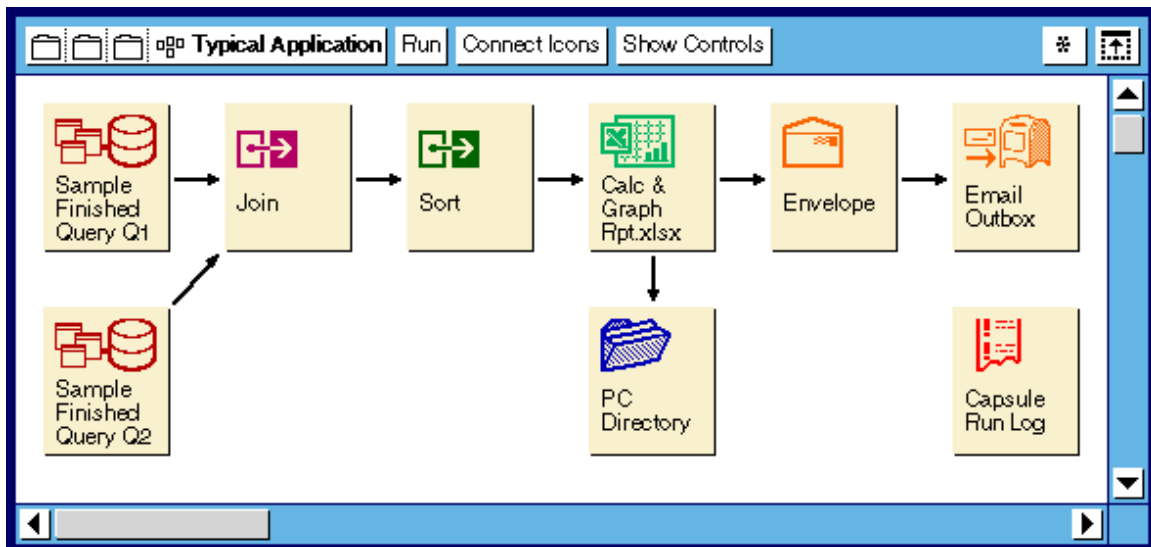 Typical Application Run Connect Icons Show Controls *
Sample
Finished
Query Q1
Join
Sort
Calc &
Graph
Rpt.xlsx
Envelope
Email
Outbox
Sample
Finished
Query Q2
PC
Directory
Capsule
Run Log